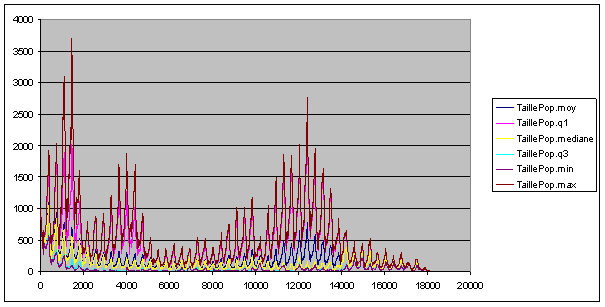 4000
3500
3000
2500
2000
1500
1000
500
0
0 2000 4000 6000 8000 10000 12000 14000 16000 18000 20000
TaillePop.moy
TaillePop.q1
TaillePop.mediane
TaillePop.q3
TaillePop.min
TaillePop.max